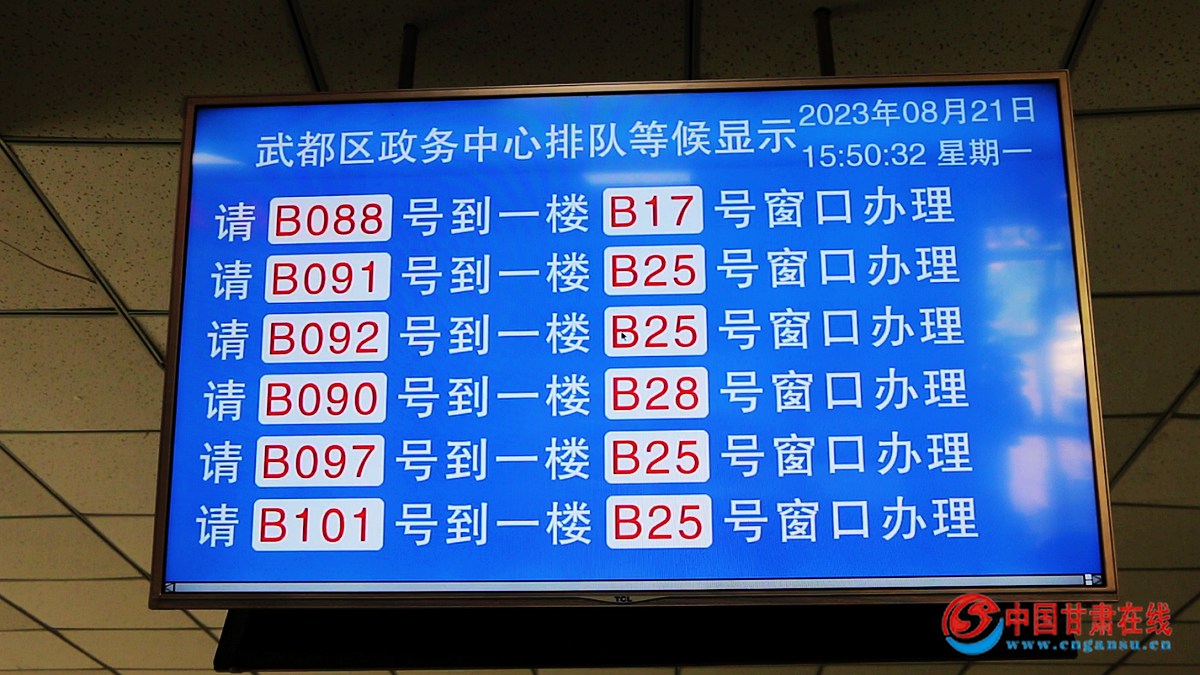 武都区政务中心排队等候显示
2023年08月21日
15:50:32 星期一
请 B088 号到一楼 B17 号窗口办理
请 B091 号到一楼 B25 号窗口办理
请 B092 号到一楼 B25 号窗口办理
请 B090 号到一楼 B28 号窗口办理
请 B097 号到一楼 B25 号窗口办理
请 B101 号到一楼 B25 号窗口办理
TCL
中国甘肃在线
www.cngansu.cn